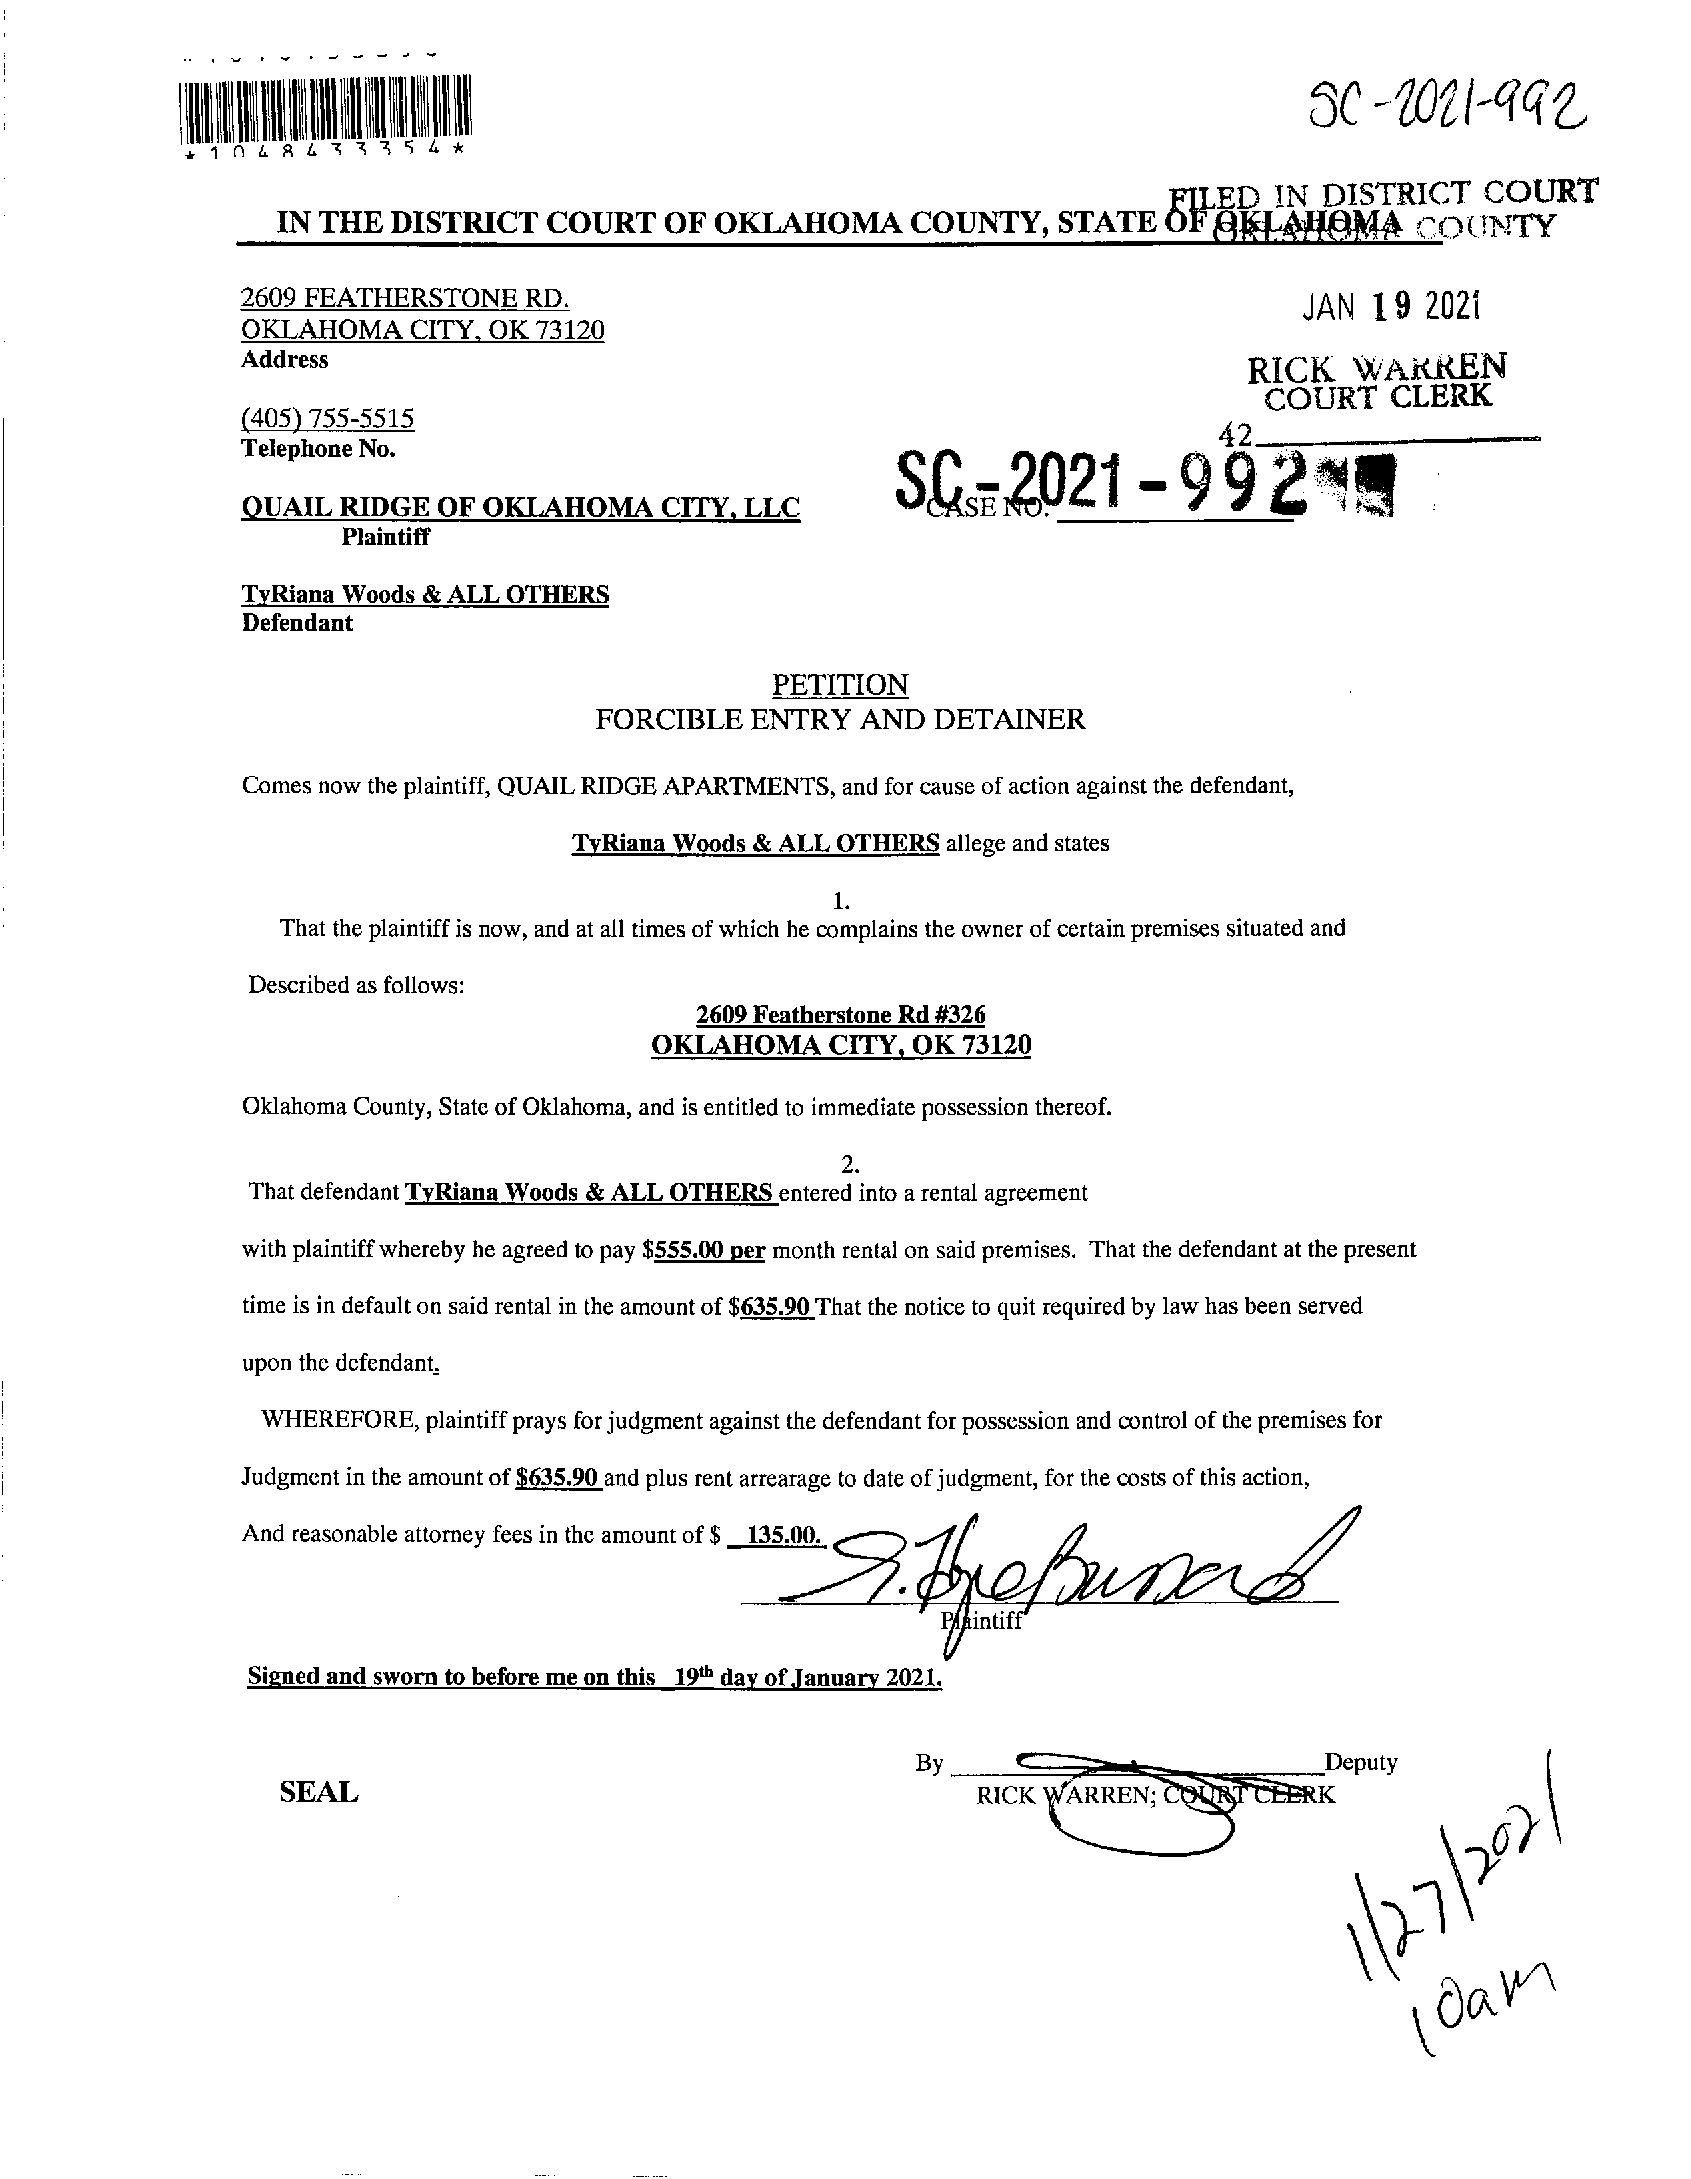 *1048433354*
SC-2021-992
FILED IN DISTRICT COURT
OKLAHOMA COUNTY
IN THE DISTRICT COURT OF OKLAHOMA COUNTY, STATE OF OKLAHOMA
2609 FEATHERSTONE RD.
OKLAHOMA CITY, OK 73120
Address
JAN 19 2021
RICK WARREN
COURT CLERK
42
(405) 755-5515
Telephone No.
SC-2021-992
CASE NO.
QUAIL RIDGE OF OKLAHOMA CITY, LLC
Plaintiff
TyRiana Woods & ALL OTHERS
Defendant
PETITION
FORCIBLE ENTRY AND DETAINER
Comes now the plaintiff, QUAIL RIDGE APARTMENTS, and for cause of action against the defendant,
TyRiana Woods & ALL OTHERS allege and states
1.
That the plaintiff is now, and at all times of which he complains the owner of certain premises situated and
Described as follows:
2609 Featherstone Rd #326
OKLAHOMA CITY, OK 73120
Oklahoma County, State of Oklahoma, and is entitled to immediate possession thereof.
2.
That defendant TyRiana Woods & ALL OTHERS entered into a rental agreement
with plaintiff whereby he agreed to pay $555.00 per month rental on said premises. That the defendant at the present
time is in default on said rental in the amount of $635.90 That the notice to quit required by law has been served
upon the defendant.
WHEREFORE, plaintiff prays for judgment against the defendant for possession and control of the premises for
Judgment in the amount of $635.90 and plus rent arrearage to date of judgment, for the costs of this action,
And reasonable attorney fees in the amount of $ 135.00.
Plaintiff
Signed and sworn to before me on this 19th day of January 2021.
By Deputy
RICK WARREN; COURT CLERK
SEAL
1/27/2021
10am